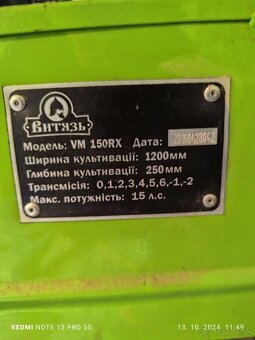 Витязь
Модель: VM 150RX Дата: 20160420042
Ширина культивації: 1200мм
Глибина культивації: 250мм
Трансмісія: 0,1,2,3,4,5,6,-1,-2
Макс. потужність: 15 л.с.
REDMI NOTE 13 PRO 5G
13. 10. 2024 11:49